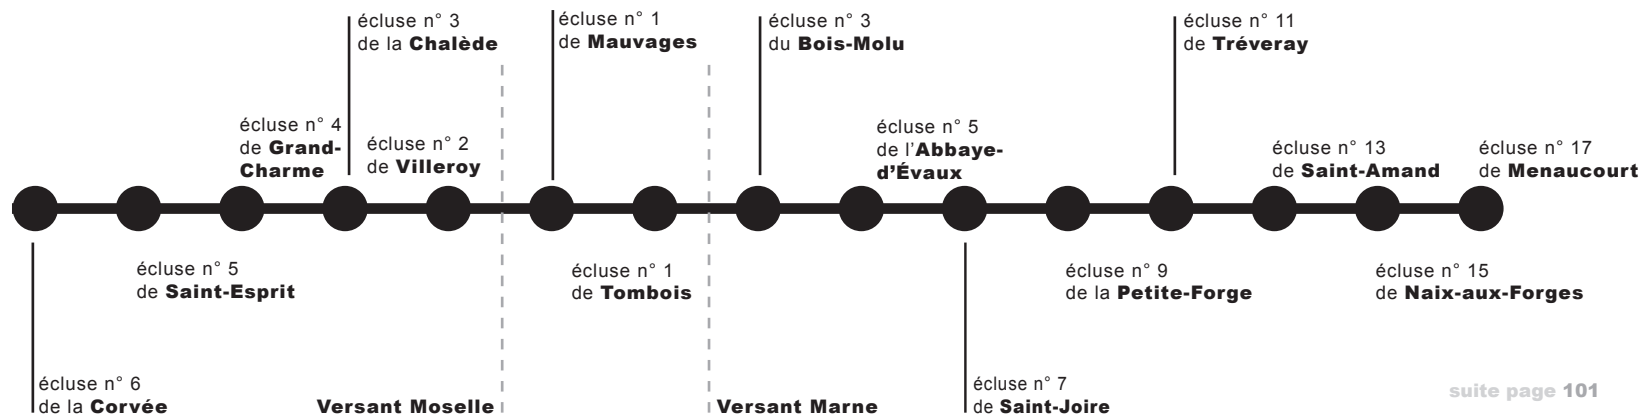 écluse n° 3
de la Chalède
écluse n° 1
de Mauvages
écluse n° 3
du Bois-Molu
écluse n° 11
de Tréveray
écluse n° 4
de Grand-
Charme
écluse n° 2
de Villeroy
écluse n° 5
de l'Abbaye-
d'Évaux
écluse n° 13
de Saint-Amand
écluse n° 17
de Menaucourt
écluse n° 5
de Saint-Esprit
écluse n° 1
de Tombois
écluse n° 9
de la Petite-Forge
écluse n° 15
de Naix-aux-Forges
écluse n° 6
de la Corvée
Versant Moselle
Versant Marne
écluse n° 7
de Saint-Joire
suite page 101